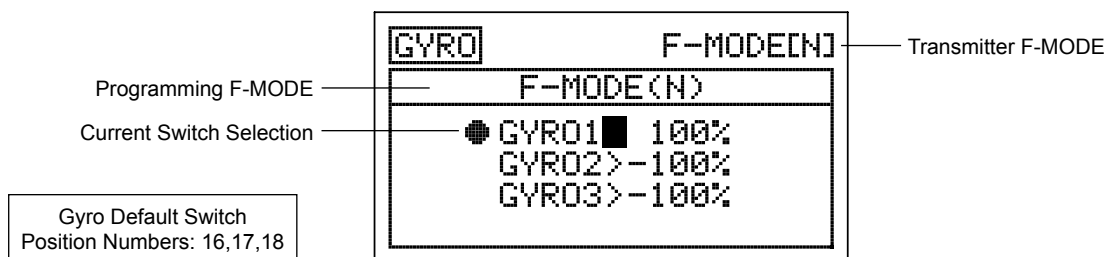 GYRO F-MODE[N]
Transmitter F-MODE
Programming F-MODE
F-MODE(N)
Current Switch Selection
GYRO1 100%
GYRO2>-100%
GYRO3>-100%
Gyro Default Switch
Position Numbers: 16,17,18